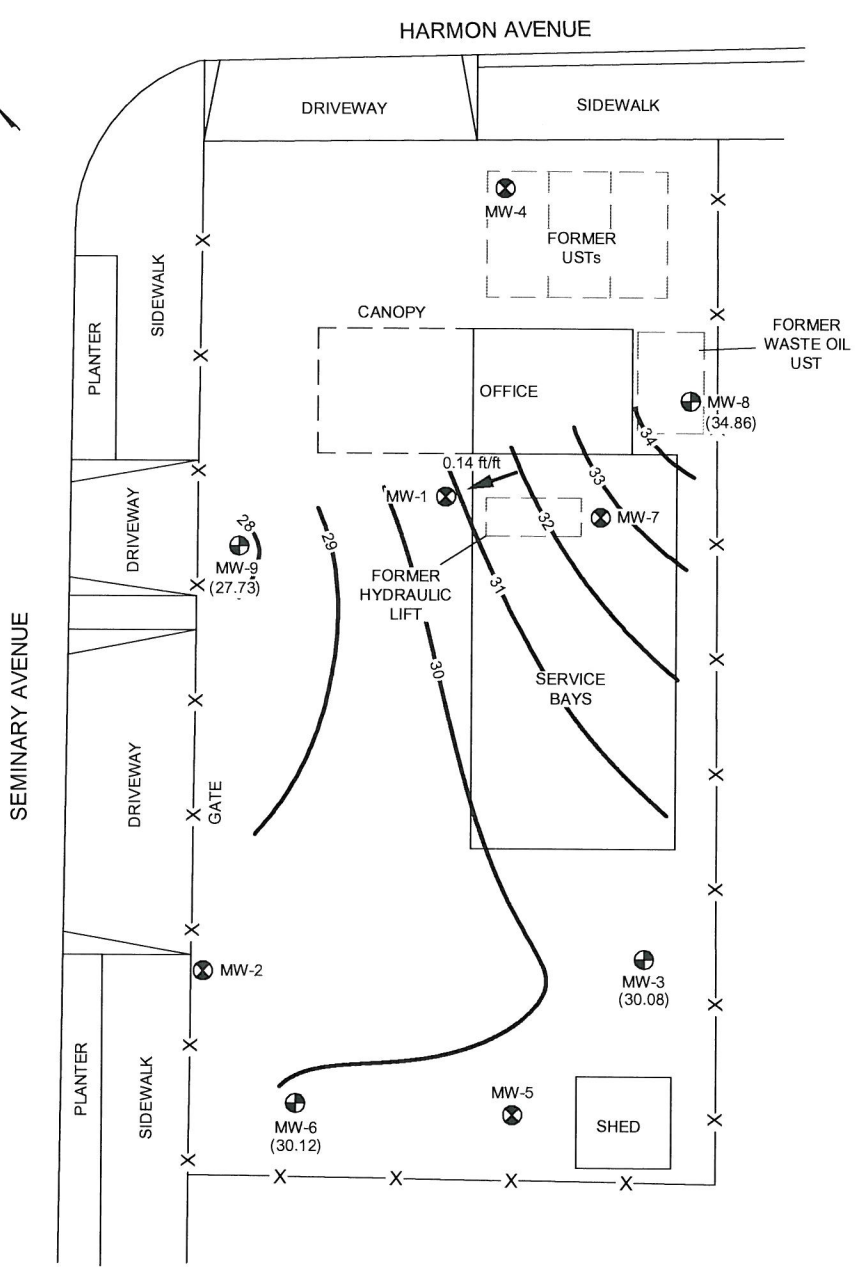 HARMON AVENUE
DRIVEWAY
SIDEWALK
MW-4
FORMER
USTs
SIDEWALK
PLANTER
CANOPY
FORMER
WASTE OIL
UST
OFFICE
MW-8
(34.86)
34
0.14 ft/ft
33
MW-1
32
MW-7
DRIVEWAY
28
29
MW-9
(27.73)
FORMER
HYDRAULIC
LIFT
31
30
SERVICE
BAYS
SEMINARY AVENUE
DRIVEWAY
GATE
MW-2
MW-3
(30.08)
PLANTER
SIDEWALK
MW-5
MW-6
(30.12)
SHED